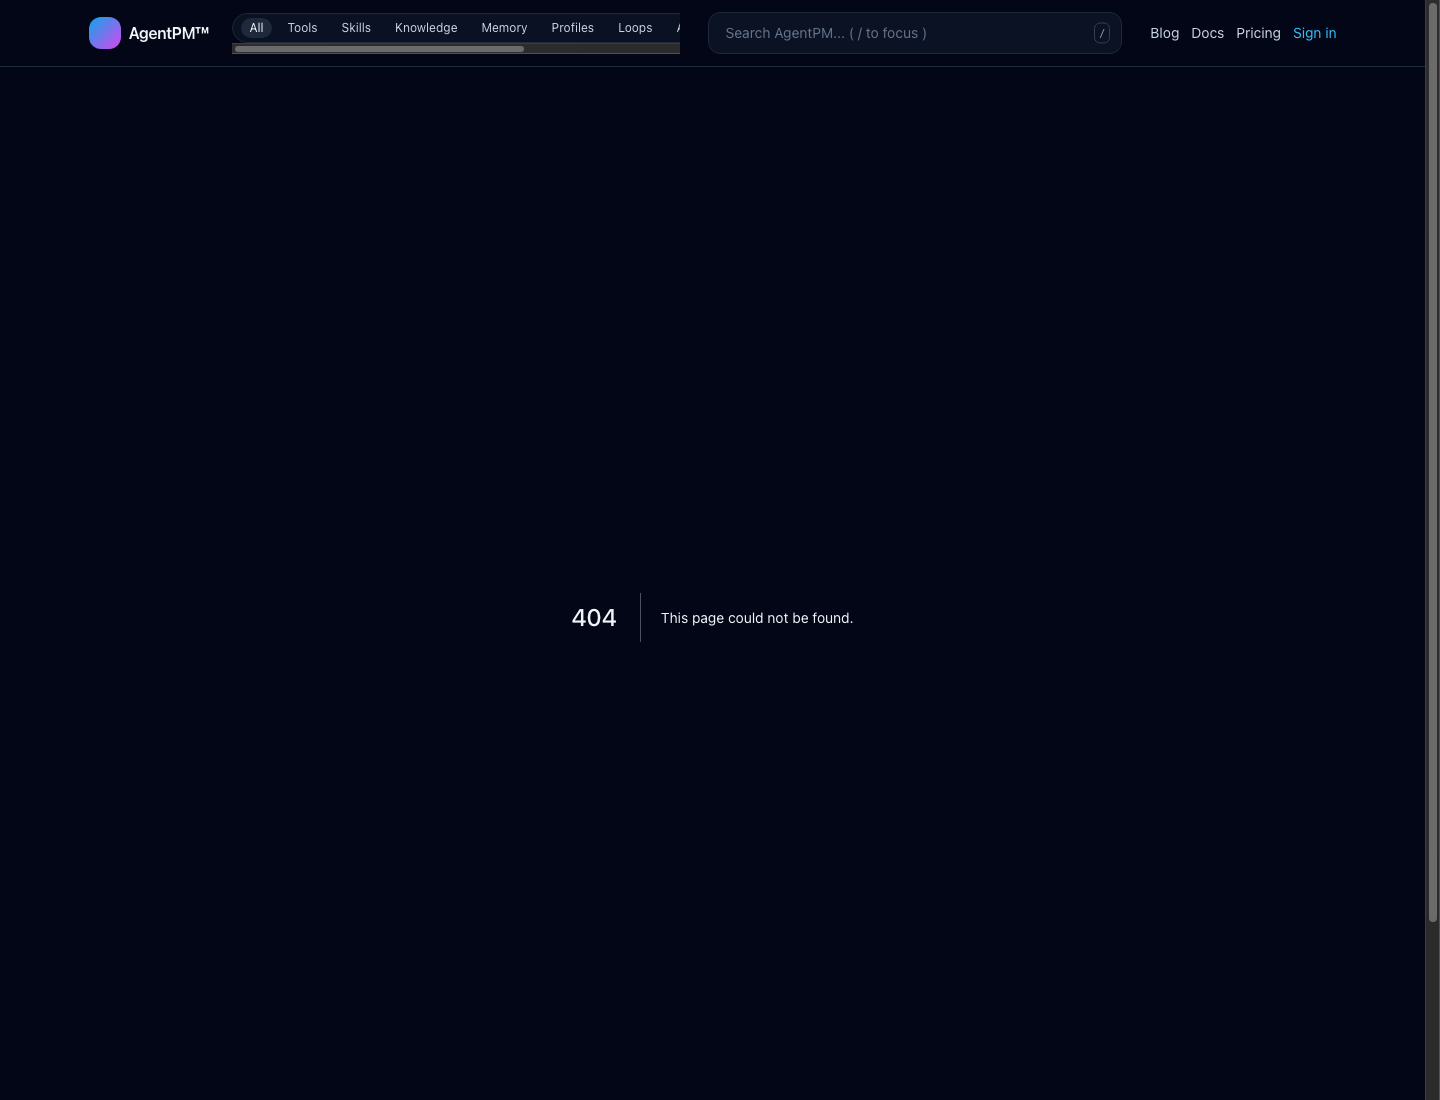 AgentPM™
All Tools Skills Knowledge Memory Profiles Loops
Search AgentPM... ( / to focus ) /
Blog Docs Pricing Sign in
404
This page could not be found.